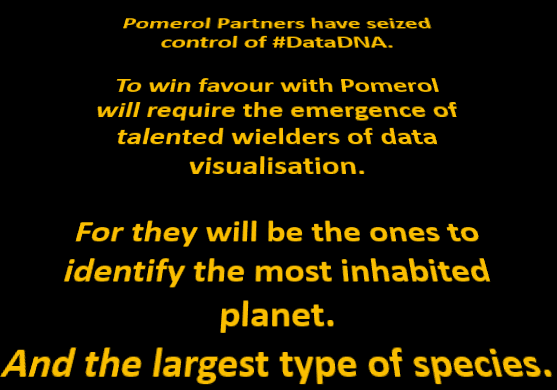 Pomerol Partners have seized
control of #DataDNA.
To win favour with Pomerol
will require the emergence of
talented wielders of data
visualisation.
For they will be the ones to
identify the most inhabited
planet.
And the largest type of species.